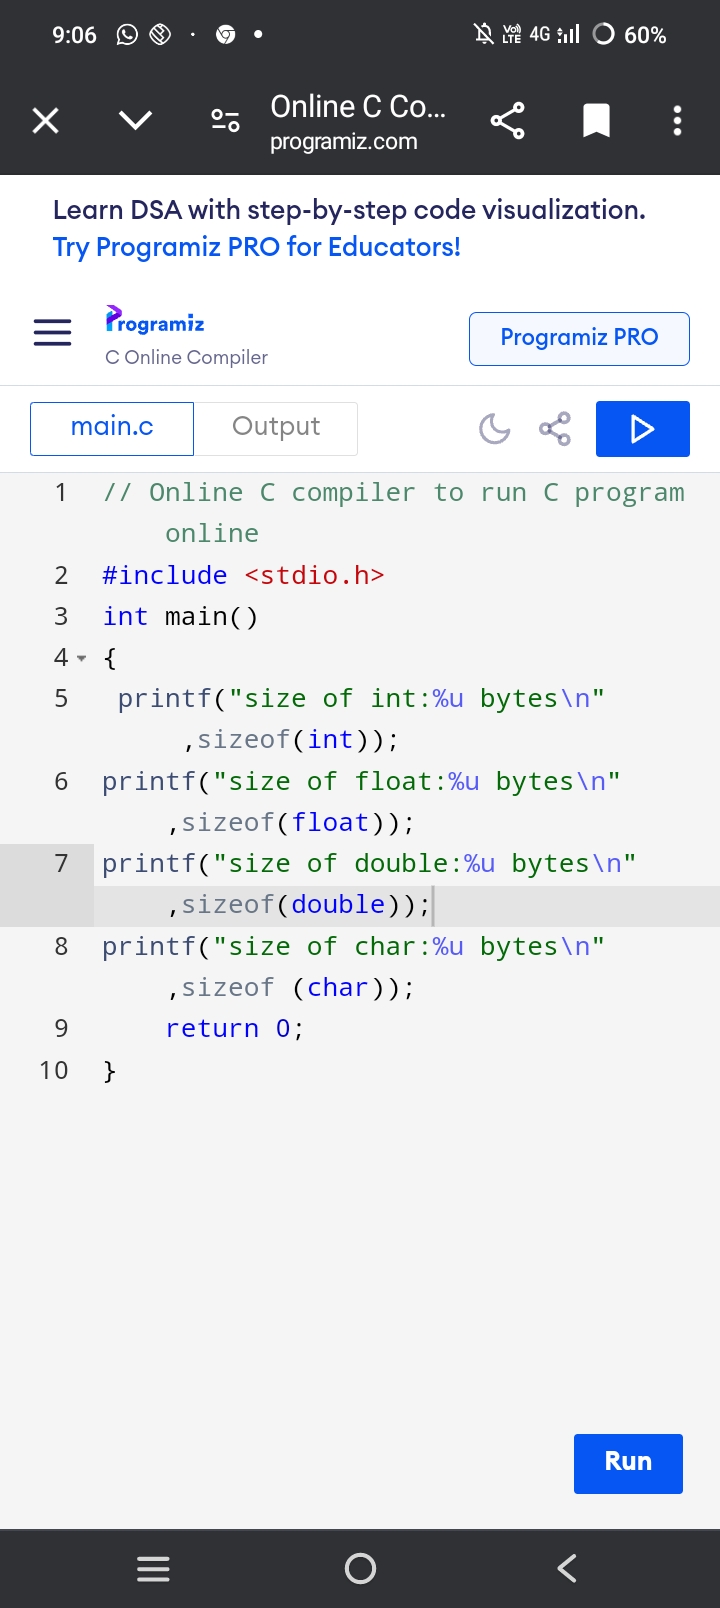 9:06
Vo)) LTE 4G 60%
Online C Co...
programiz.com
Learn DSA with step-by-step code visualization.
Try Programiz PRO for Educators!
Programiz
C Online Compiler
Programiz PRO
main.c
Output
1 // Online C compiler to run C program
online
2 #include <stdio.h>
3 int main()
4 {
5 printf("size of int:%u bytes\n"
,sizeof(int));
6 printf("size of float:%u bytes\n"
,sizeof(float));
7 printf("size of double:%u bytes\n"
,sizeof(double));
8 printf("size of char:%u bytes\n"
,sizeof (char));
9 return 0;
10 }
Run